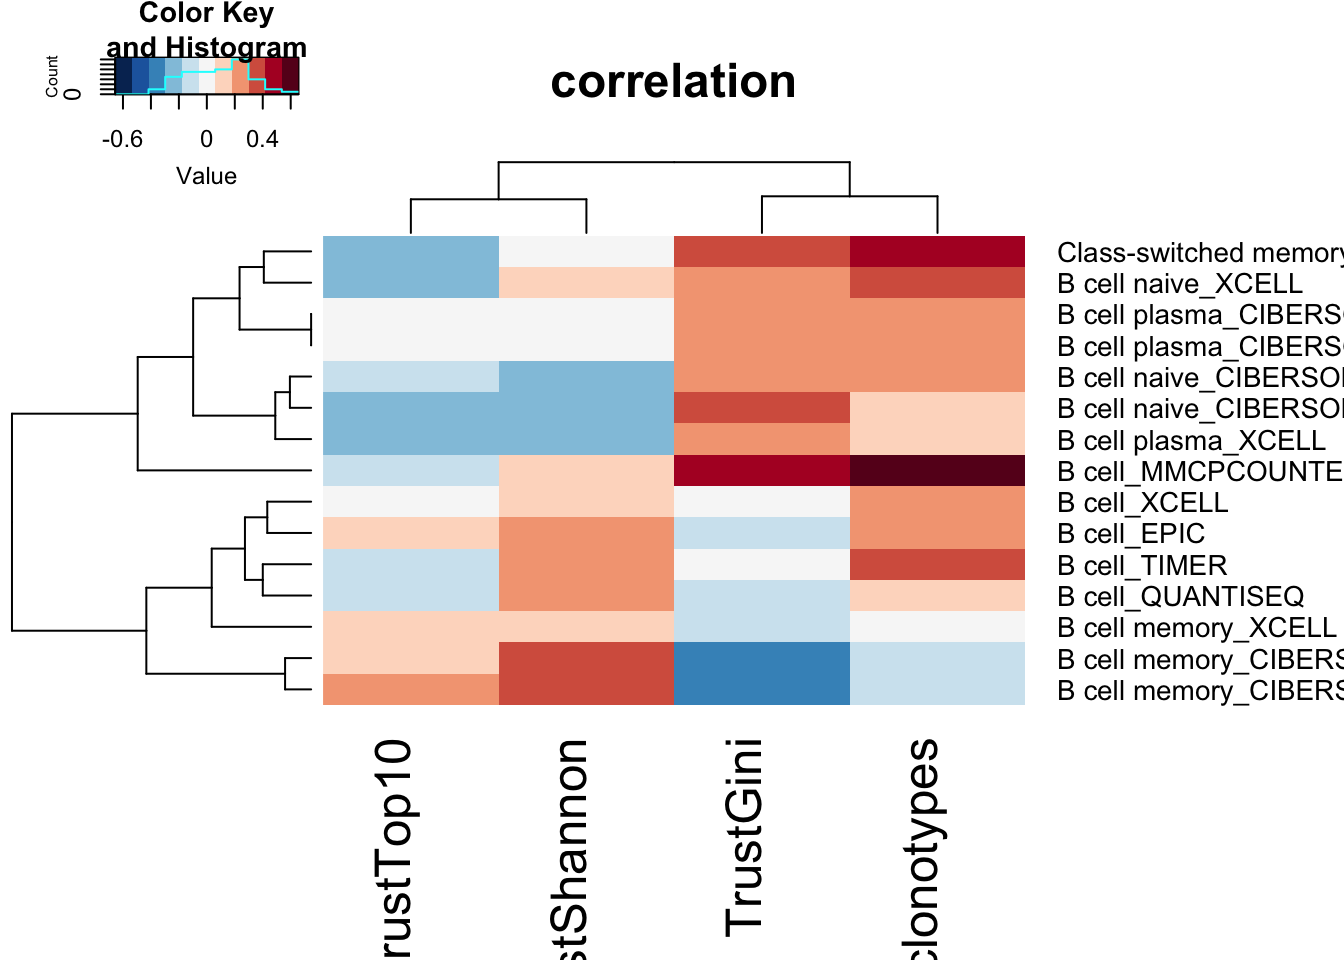 Color Key
and Histogram
Count
0
-0.6 0 0.4
Value
correlation
Class-switched memory
B cell naive_XCELL
B cell plasma_CIBERS
B cell plasma_CIBERS
B cell naive_CIBERSO
B cell naive_CIBERSO
B cell plasma_XCELL
B cell_MMCPCOUNTE
B cell_XCELL
B cell_EPIC
B cell_TIMER
B cell_QUANTISEQ
B cell memory_XCELL
B cell memory_CIBERS
B cell memory_CIBERS
rustTop10
stShannon
TrustGini
clonotypes